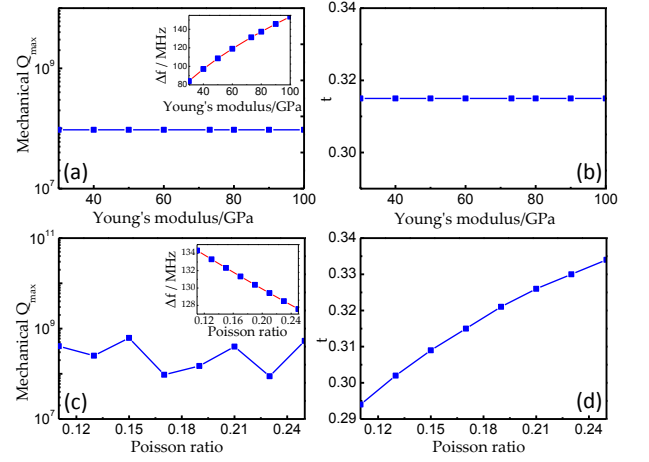 Mechanical Q_max
10^9
10^7
40 60 80 100
Young's modulus/GPa
(a)
Δf / MHz
160
140
120
100
80
40 60 80 100
Young's modulus/GPa
t
0.34
0.32
0.30
40 60 80 100
Young's modulus/GPa
(b)
Mechanical Q_max
10^11
10^9
10^7
0.12 0.15 0.18 0.21 0.24
Poisson ratio
(c)
Δf / MHz
134
132
130
128
0.12 0.16 0.20 0.24
Poisson ratio
t
0.34
0.33
0.32
0.30
0.29
0.12 0.15 0.18 0.21 0.24
Poisson ratio
(d)